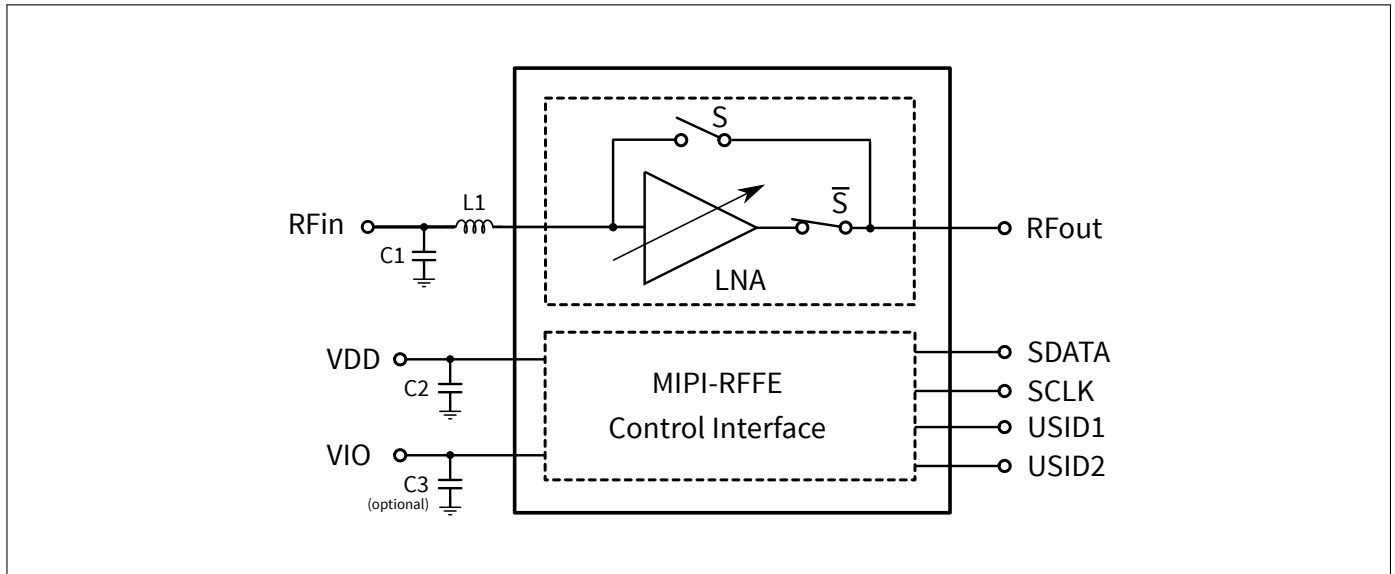 S
L1
S̅
RFin
RFout
C1
LNA
VDD
SDATA
MIPI-RFFE
C2
SCLK
Control Interface
USID1
VIO
USID2
C3
(optional)